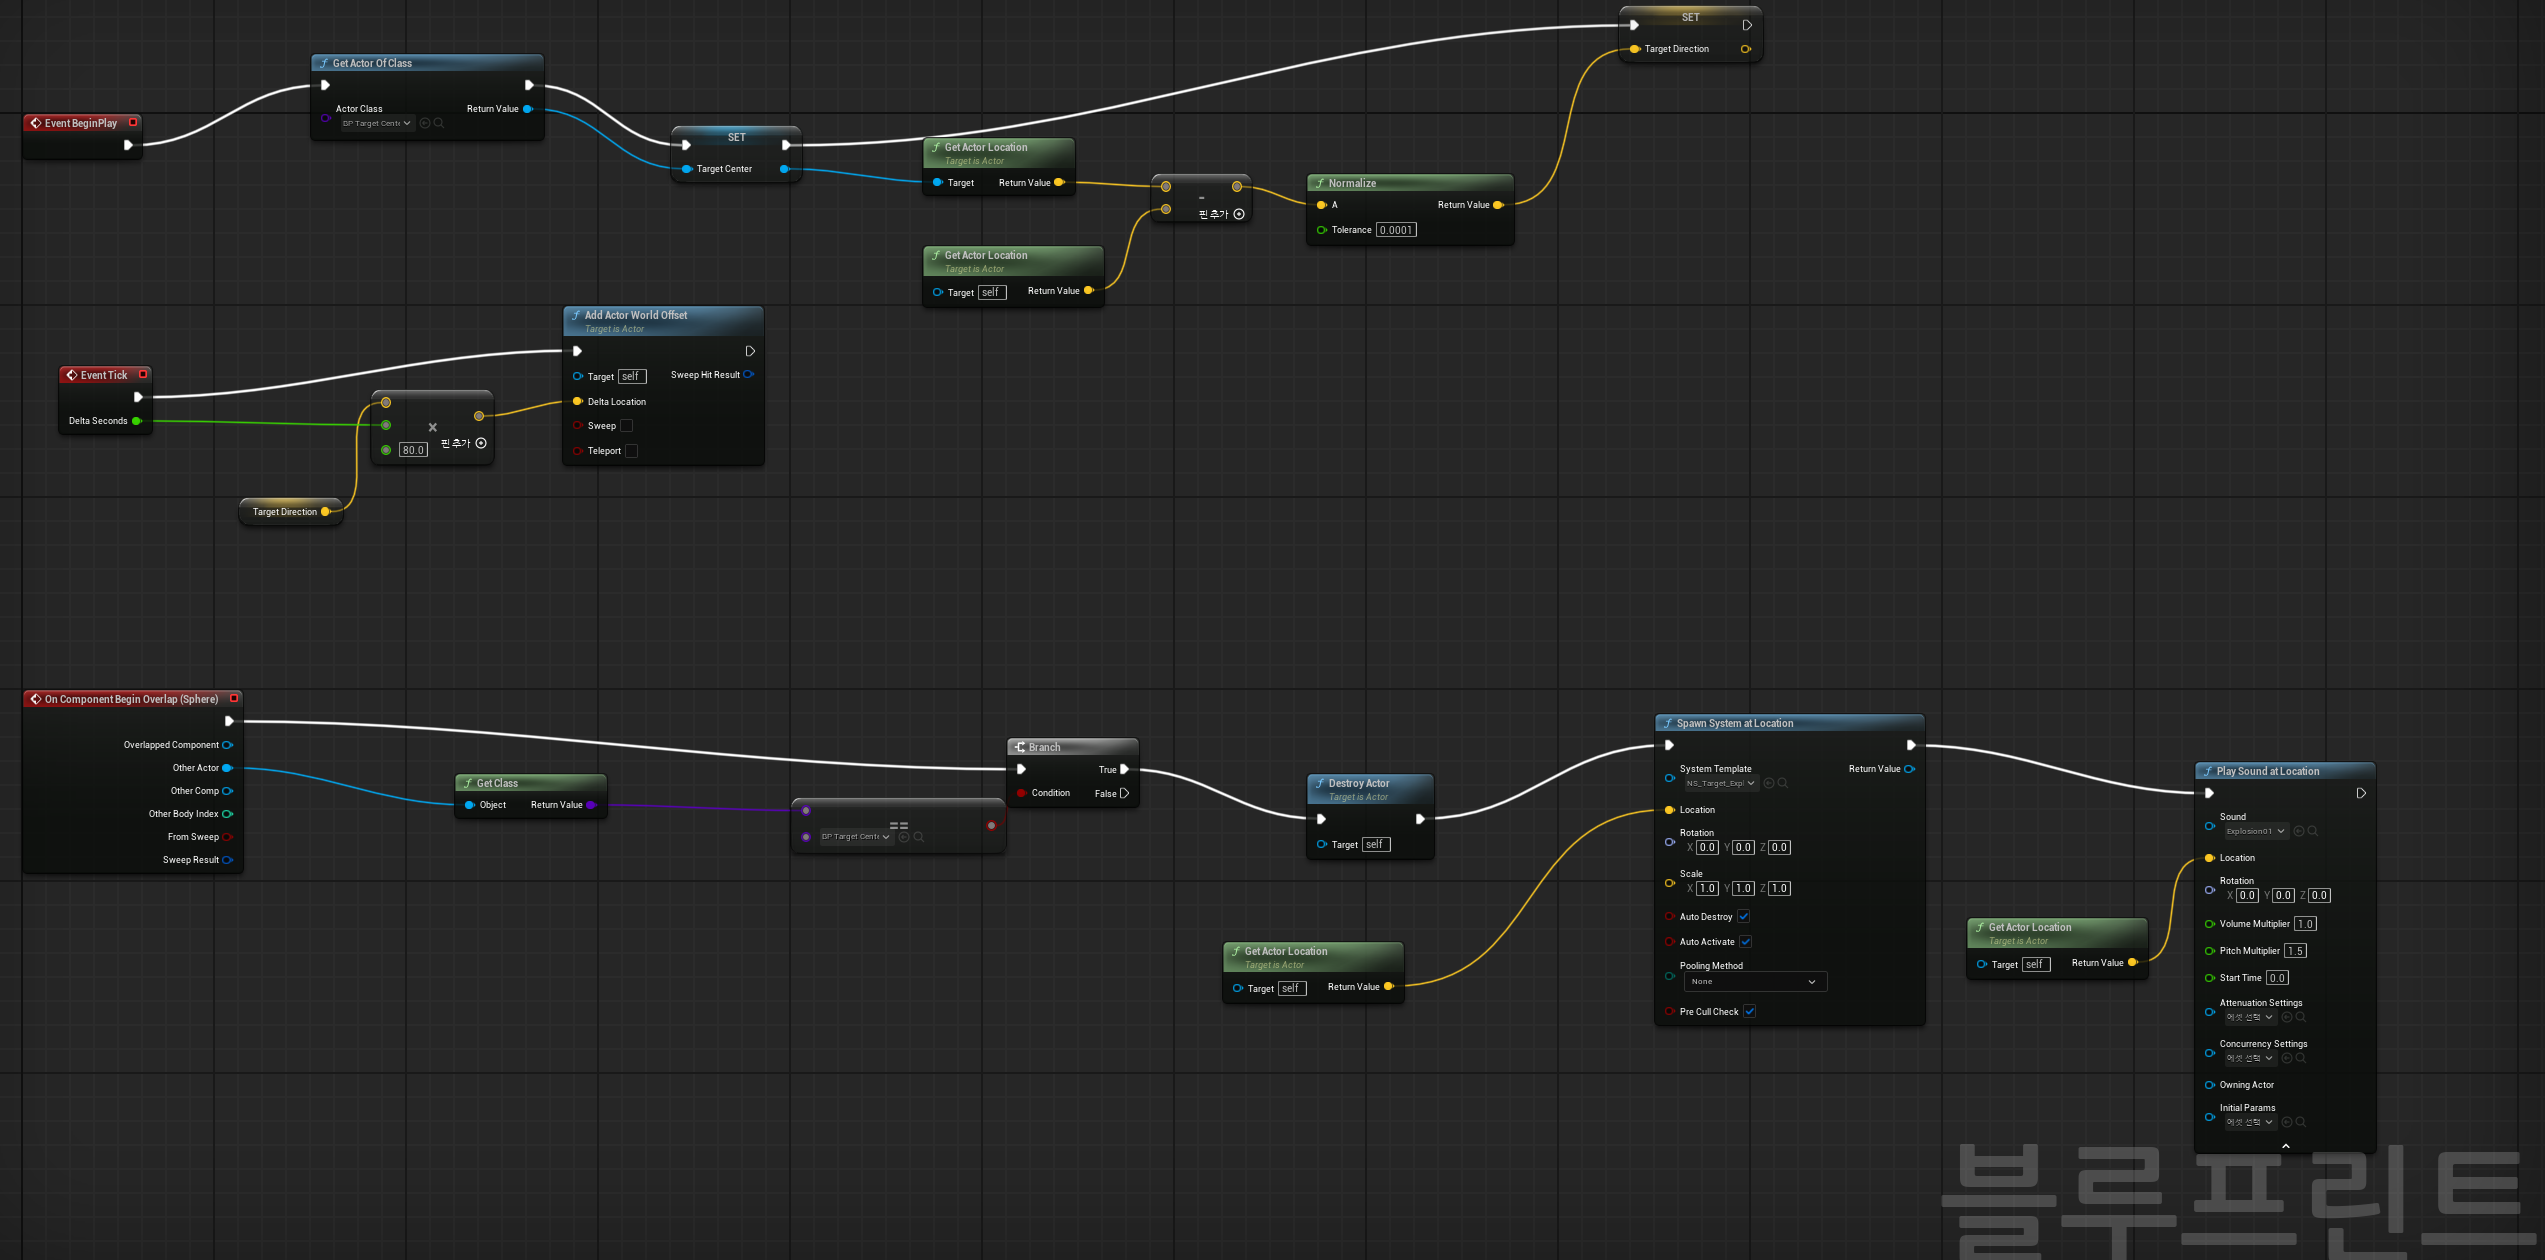 SET
Target Direction
Get Actor Of Class
Actor Class
Return Value
BP Target Cente
Event BeginPlay
SET
Target Center
Get Actor Location
Target is Actor
Target
Return Value
-
핀 추가
Normalize
A
Return Value
Tolerance 0.0001
Get Actor Location
Target is Actor
Target self
Return Value
Add Actor World Offset
Target is Actor
Target self
Sweep Hit Result
Delta Location
Sweep
Teleport
Event Tick
Delta Seconds
×
핀 추가
80.0
Target Direction
On Component Begin Overlap (Sphere)
Overlapped Component
Other Actor
Other Comp
Other Body Index
From Sweep
Sweep Result
Get Class
Object
Return Value
==
BP Target Cente
Branch
True
Condition
False
Destroy Actor
Target is Actor
Target self
Get Actor Location
Target is Actor
Target self
Return Value
Spawn System at Location
System Template
Return Value
NS_Target_Expl
Location
Rotation
X 0.0 Y 0.0 Z 0.0
Scale
X 1.0 Y 1.0 Z 1.0
Auto Destroy
Auto Activate
Pooling Method
None
Pre Cull Check
Get Actor Location
Target is Actor
Target self
Return Value
Play Sound at Location
Sound
Explosion01
Location
Rotation
X 0.0 Y 0.0 Z 0.0
Volume Multiplier 1.0
Pitch Multiplier 1.5
Start Time 0.0
Attenuation Settings
에셋 선택
Concurrency Settings
에셋 선택
Owning Actor
Initial Params
에셋 선택
블루프린트